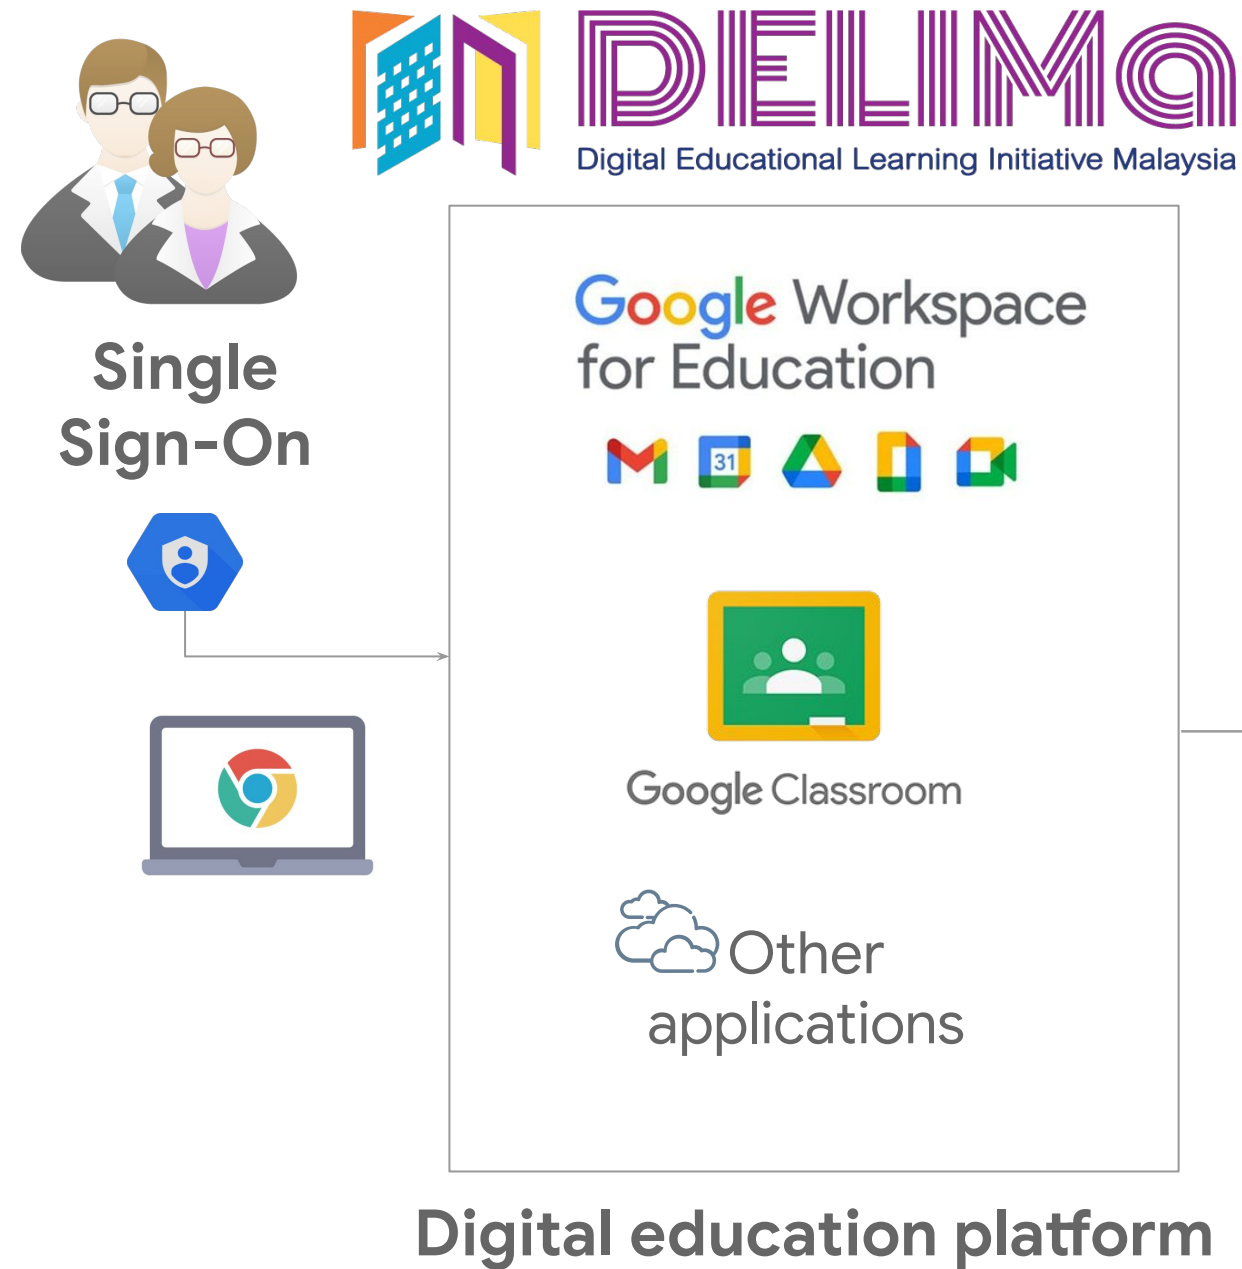 DELIMa
Digital Educational Learning Initiative Malaysia
Single
Sign-On
Google Workspace
for Education
31
Google Classroom
Other
applications
Digital education platform